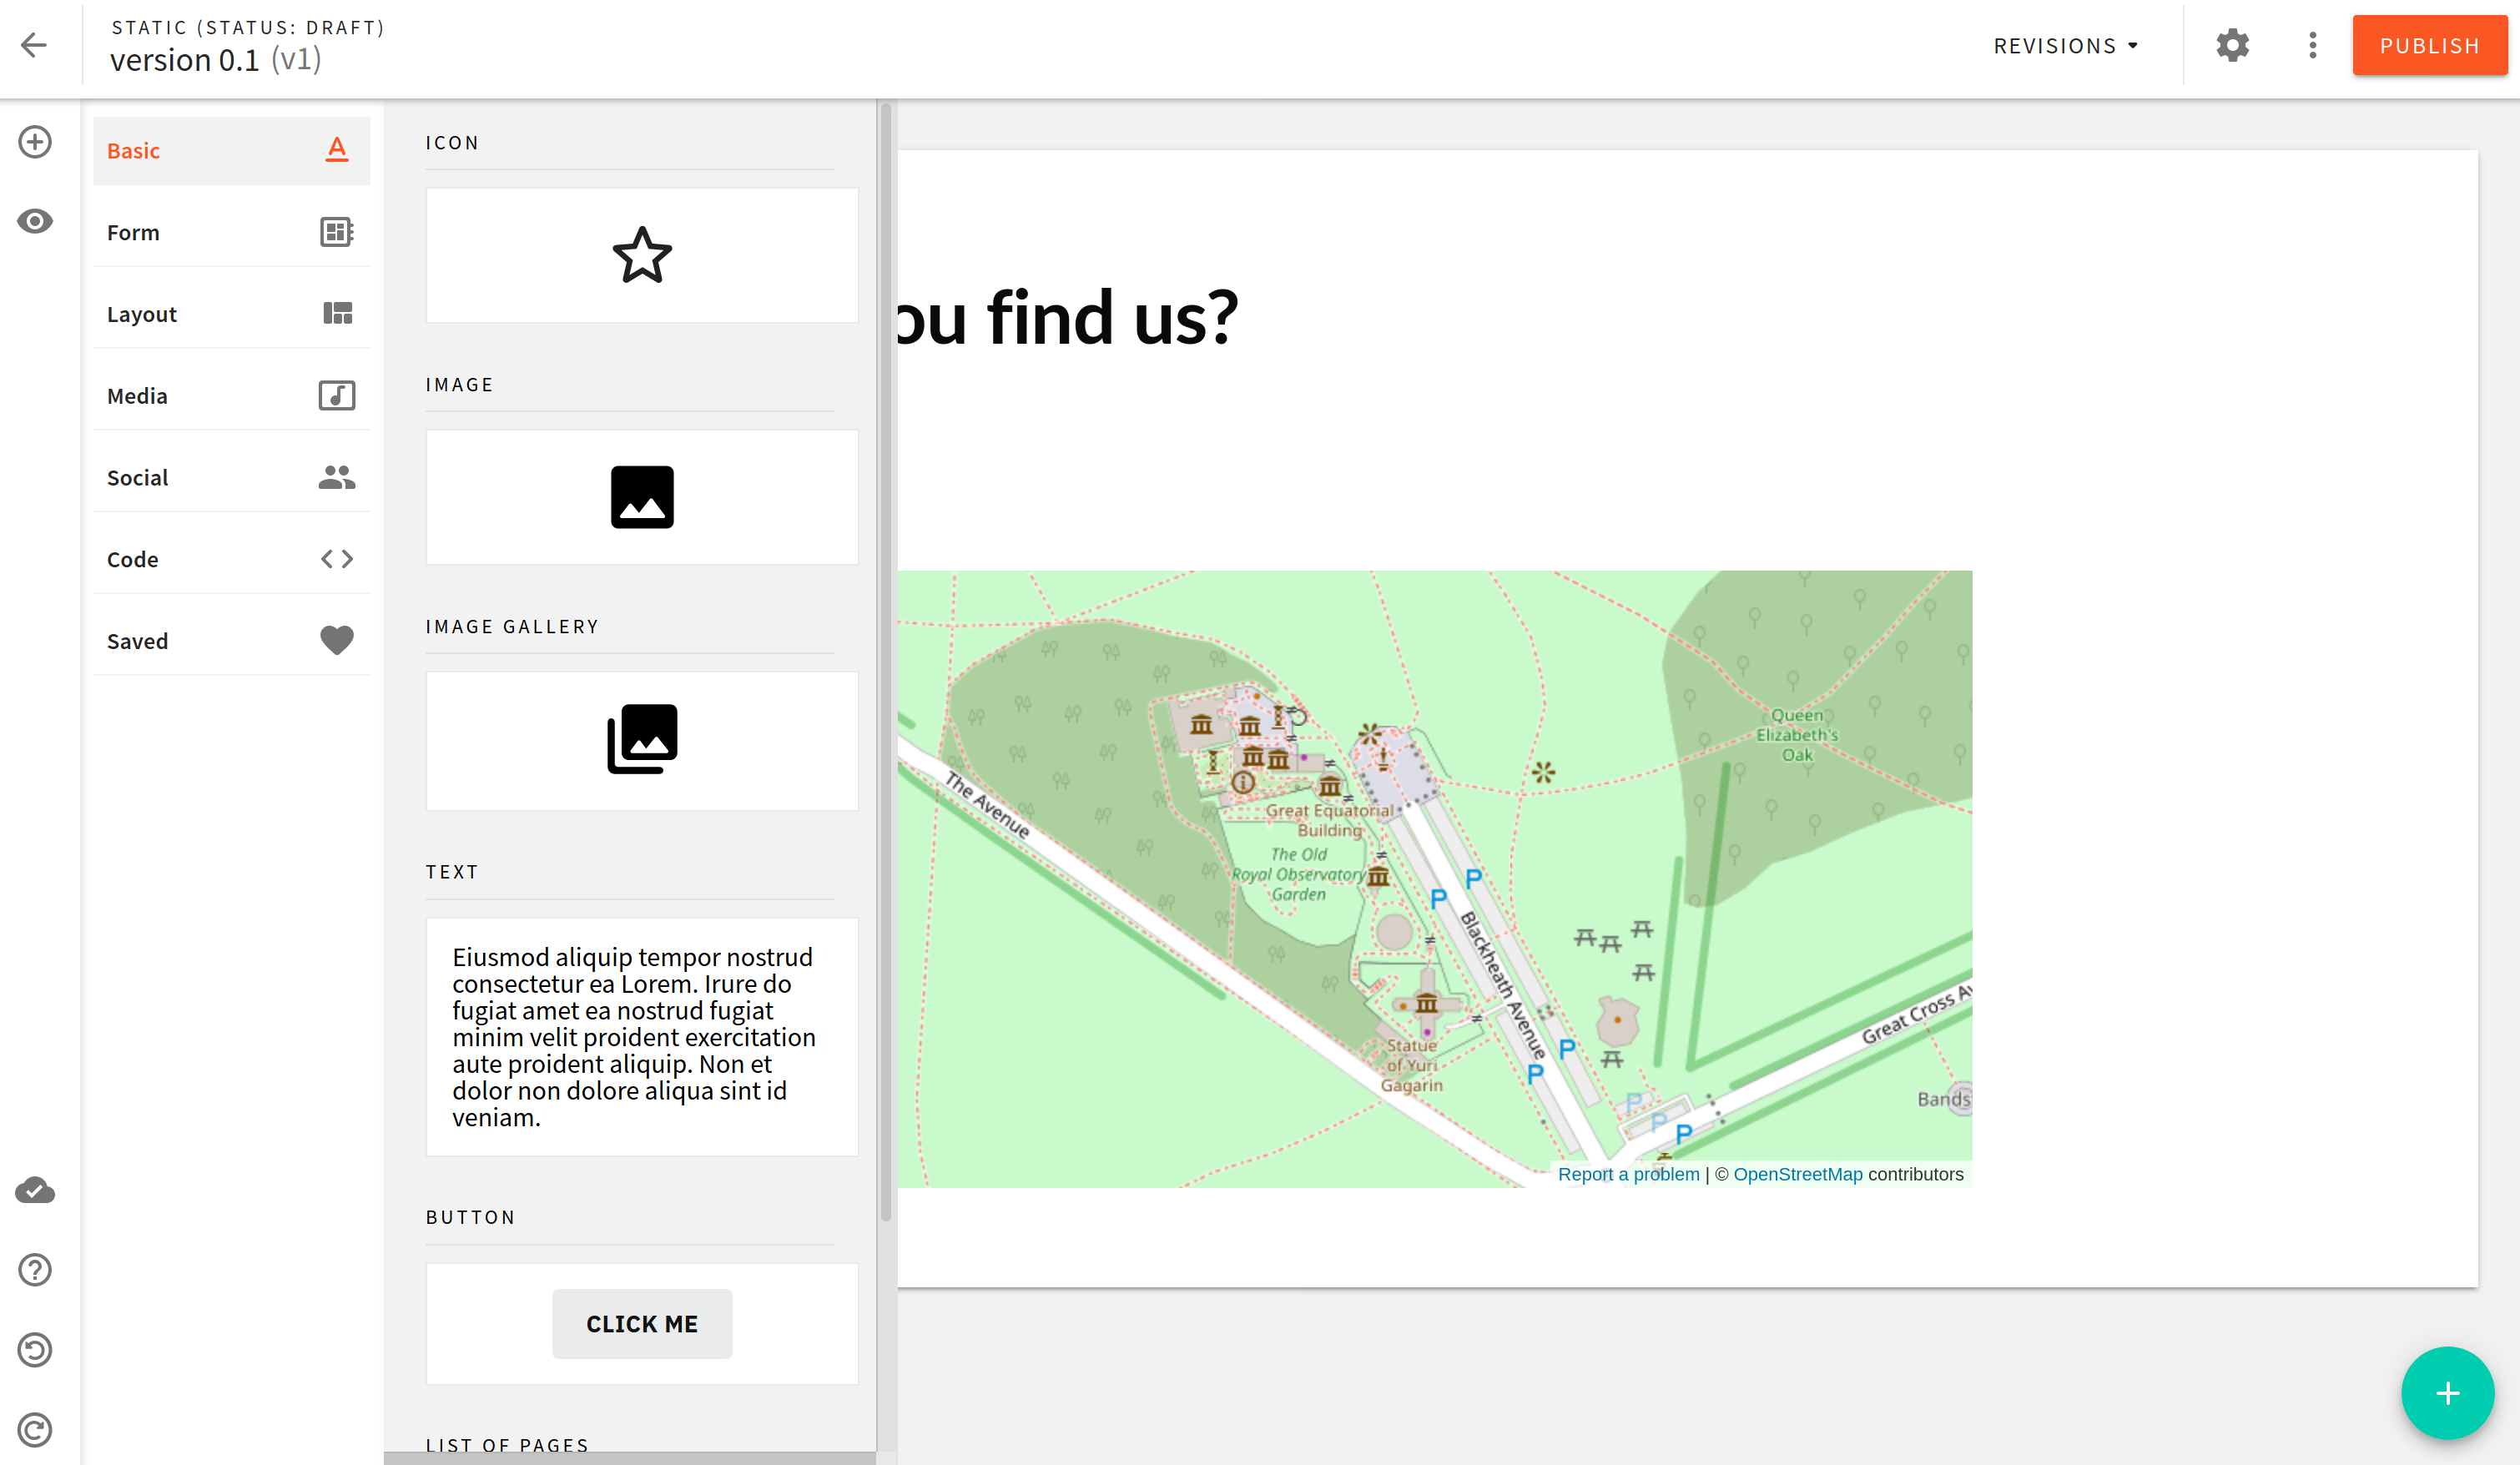 STATIC (STATUS: DRAFT)
version 0.1 (v1)
REVISIONS
PUBLISH
Basic
Form
Layout
Media
Social
Code
Saved
ICON
IMAGE
IMAGE GALLERY
TEXT
Eiusmod aliquip tempor nostrud
consectetur ea Lorem. Irure do
fugiat amet ea nostrud fugiat
minim velit proident exercitation
aute proident aliquip. Non et
dolor non dolore aliqua sint id
veniam.
BUTTON
CLICK ME
LIST OF PAGES
ou find us?
Queen
Elizabeth's
Oak
The Avenue
Great Equatorial
Building
The Old
Royal Observatory
Garden
P
P
Blackheath Avenue
Statue
of Yuri
Gagarin
P
P
Great Cross Av
Bands
P
P
P
Report a problem | © OpenStreetMap contributors